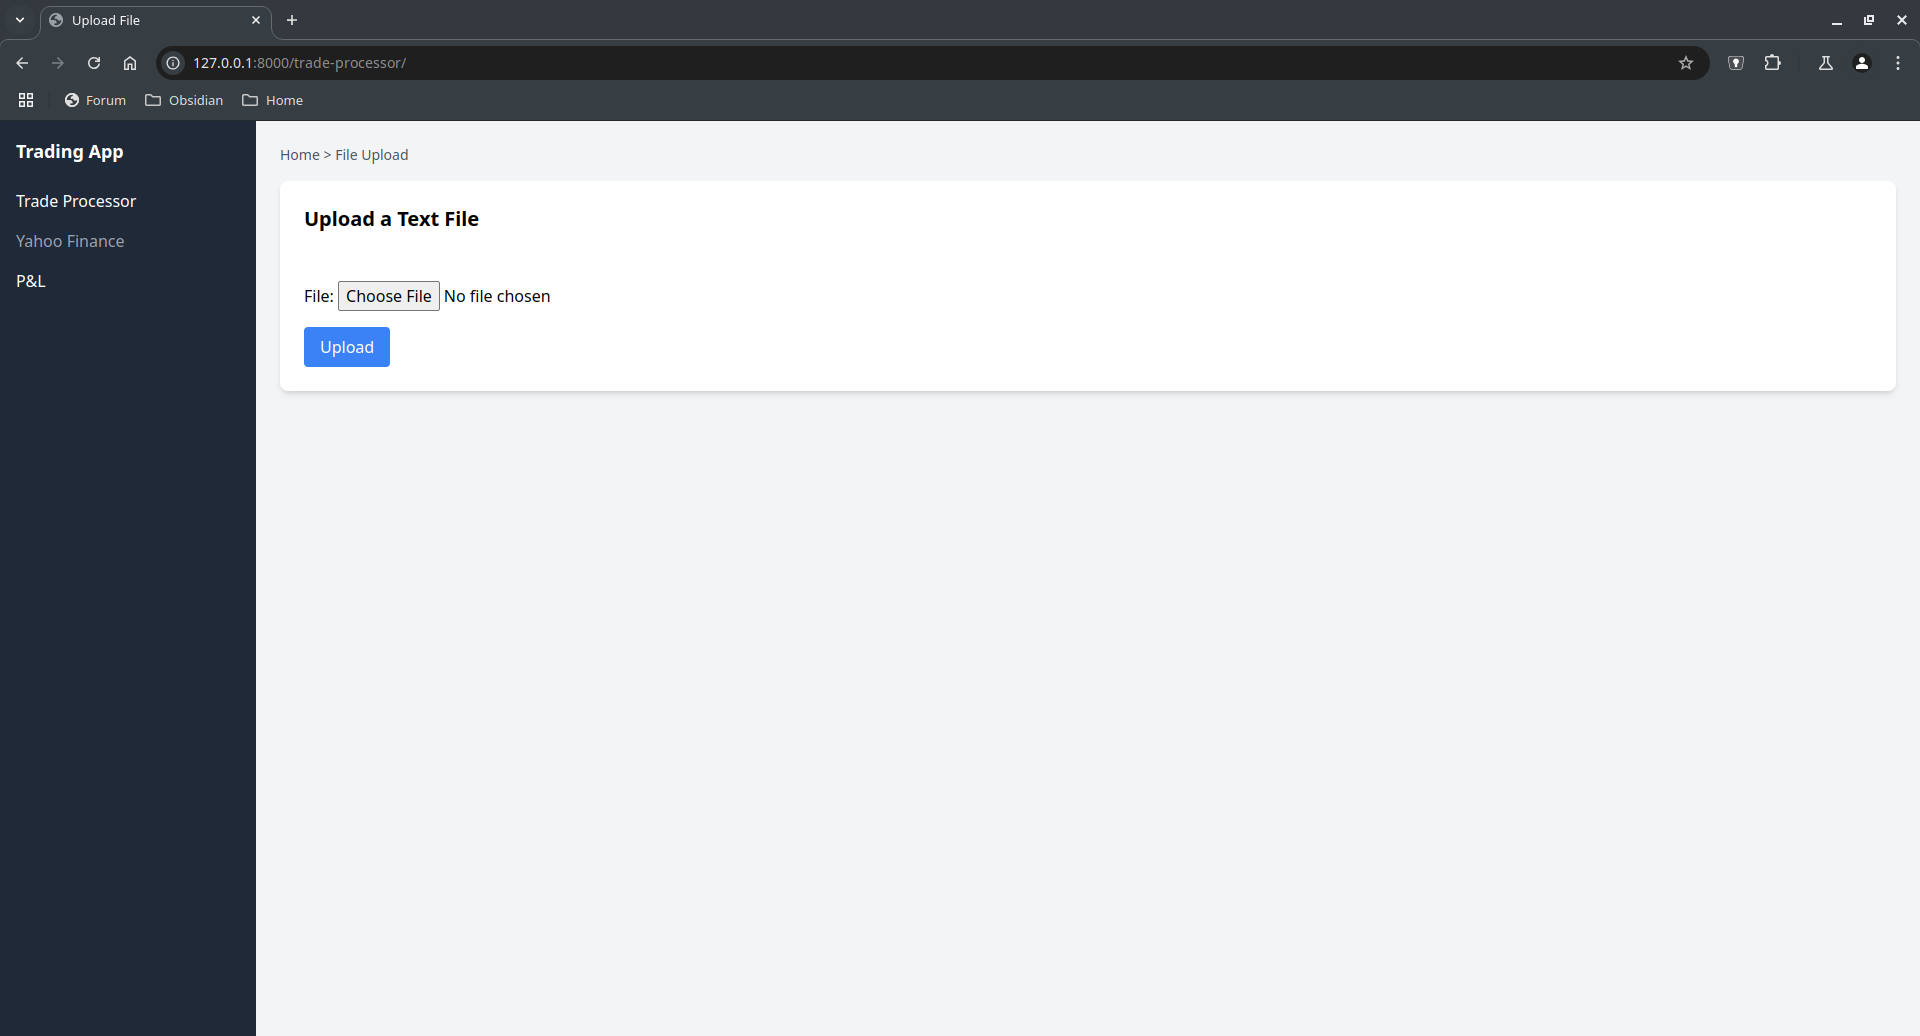 Upload File
127.0.0.1:8000/trade-processor/
Forum Obsidian Home
Trading App
Trade Processor
Yahoo Finance
P&L
Home > File Upload
Upload a Text File
File: Choose File No file chosen
Upload